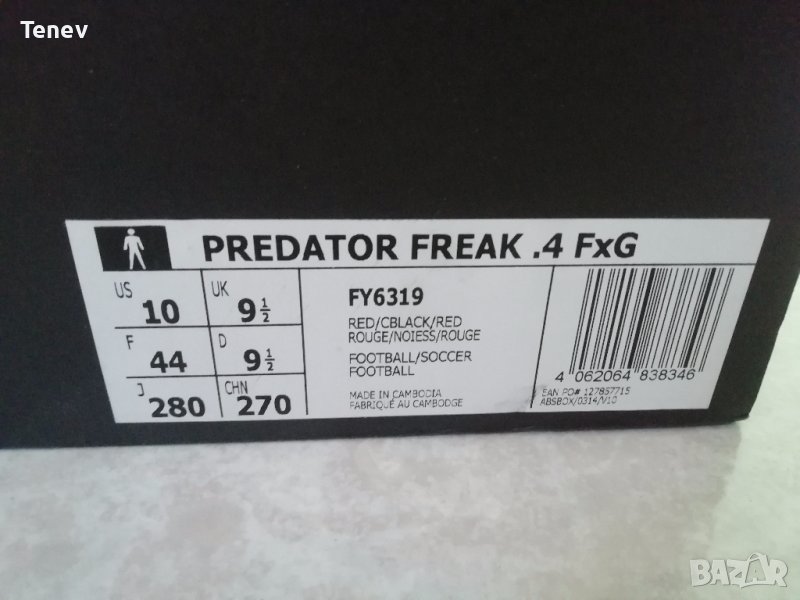 Tenev
PREDATOR FREAK .4 FxG
US 10 UK 9 1/2
F 44 D 9 1/2
J 280 CHN 270
FY6319
RED/CBLACK/RED
ROUGE/NOIESS/ROUGE
FOOTBALL/SOCCER
FOOTBALL
MADE IN CAMBODIA
FABRIQUÉ AU CAMBODGE
4 062064 838346
EAN PO# 127857715
ABSBOX/0314/V10
BAZAR